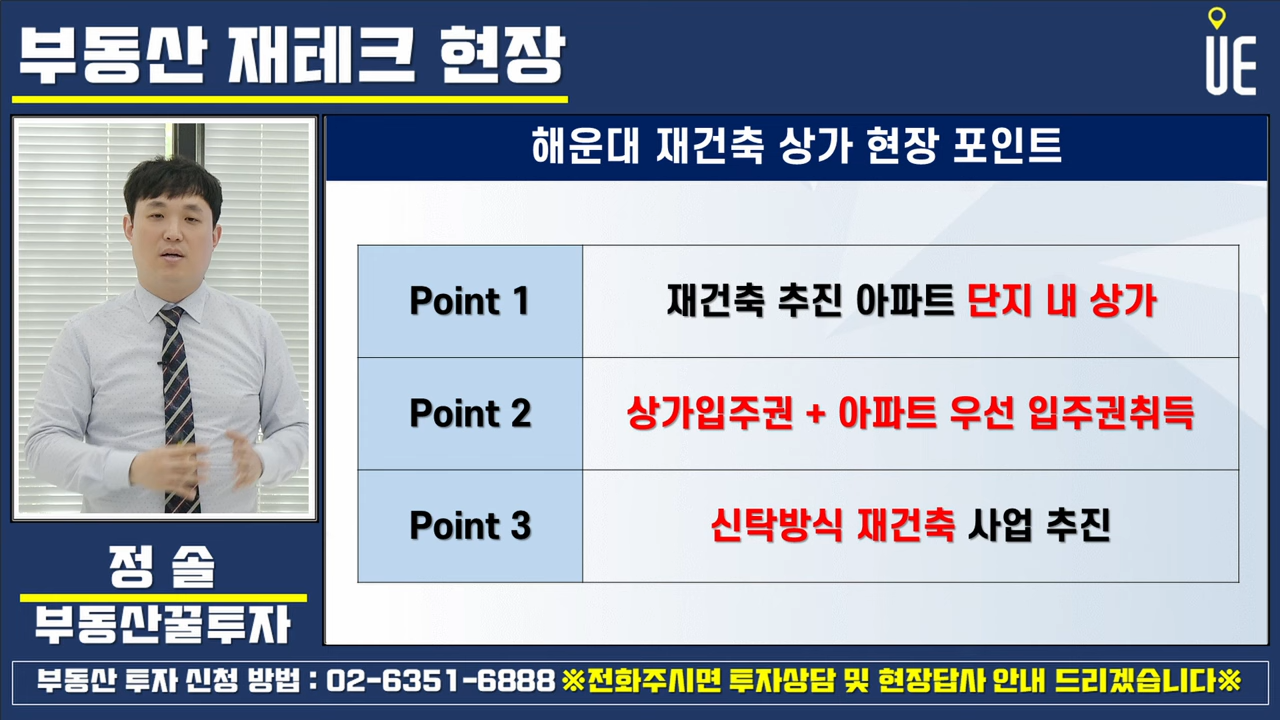 부동산 재테크 현장
UE
해운대 재건축 상가 현장 포인트
Point 1
재건축 추진 아파트 단지 내 상가
Point 2
상가입주권 + 아파트 우선 입주권취득
Point 3
신탁방식 재건축 사업 추진
정 솔
부동산꿀투자
부동산 투자 신청 방법 : 02-6351-6888 ※전화주시면 투자상담 및 현장답사 안내 드리겠습니다※